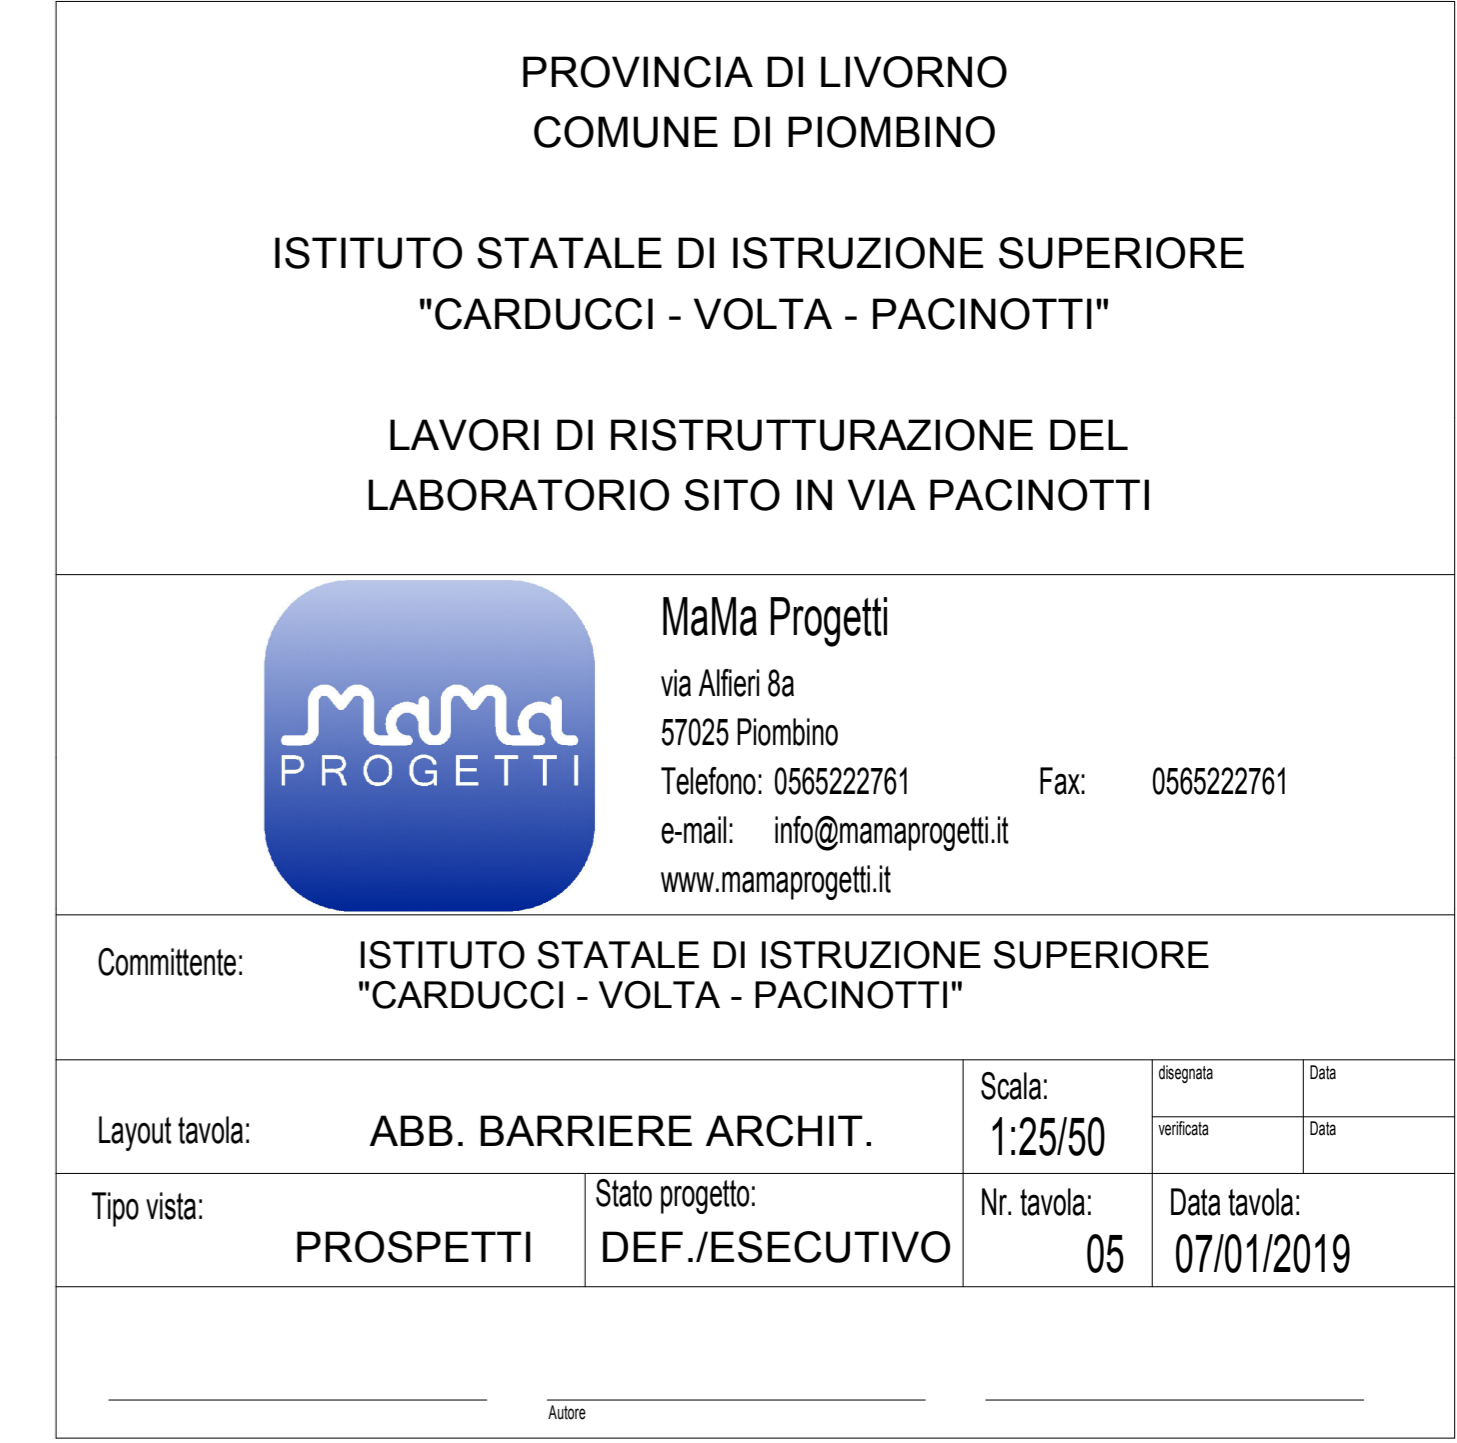 PROVINCIA DI LIVORNO
COMUNE DI PIOMBINO
ISTITUTO STATALE DI ISTRUZIONE SUPERIORE
"CARDUCCI - VOLTA - PACINOTTI"
LAVORI DI RISTRUTTURAZIONE DEL
LABORATORIO SITO IN VIA PACINOTTI
MaMa
PROGETTI
MaMa Progetti
via Alfieri 8a
57025 Piombino
Telefono: 0565222761 Fax: 0565222761
e-mail: info@mamaprogetti.it
www.mamaprogetti.it
Committente: ISTITUTO STATALE DI ISTRUZIONE SUPERIORE
"CARDUCCI - VOLTA - PACINOTTI"
Layout tavola: ABB. BARRIERE ARCHIT.
Scala:
1:25/50
disegnata Data
verificata Data
Tipo vista:
PROSPETTI
Stato progetto:
DEF./ESECUTIVO
Nr. tavola:
05
Data tavola:
07/01/2019
Autore